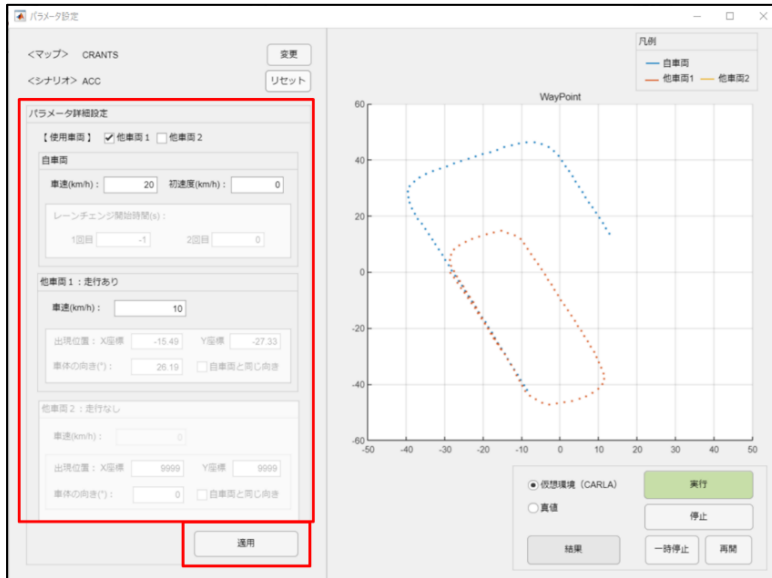 パラメータ設定
<マップ> CRANTS 変更
<シナリオ> ACC リセット
パラメータ詳細設定
【使用車両】 他車両1 他車両2
自車両
車速(km/h)： 20 初速度(km/h)： 0
レーンチェンジ開始時間(s)：
1回目 -1 2回目 0
他車両1：走行あり
車速(km/h)： 10
出現位置：X座標 -15.49 Y座標 -27.33
車体の向き(°)： 26.19 自車両と同じ向き
他車両2：走行なし
車速(km/h)： 0
出現位置：X座標 9999 Y座標 9999
車体の向き(°)： 0 自車両と同じ向き
適用
凡例
自車両
他車両1 他車両2
WayPoint
60
40
20
0
-20
-40
-60
-50 -40 -30 -20 -10 0 10 20 30 40 50
仮想環境（CARLA） 実行
真値
停止
結果 一時停止 再開